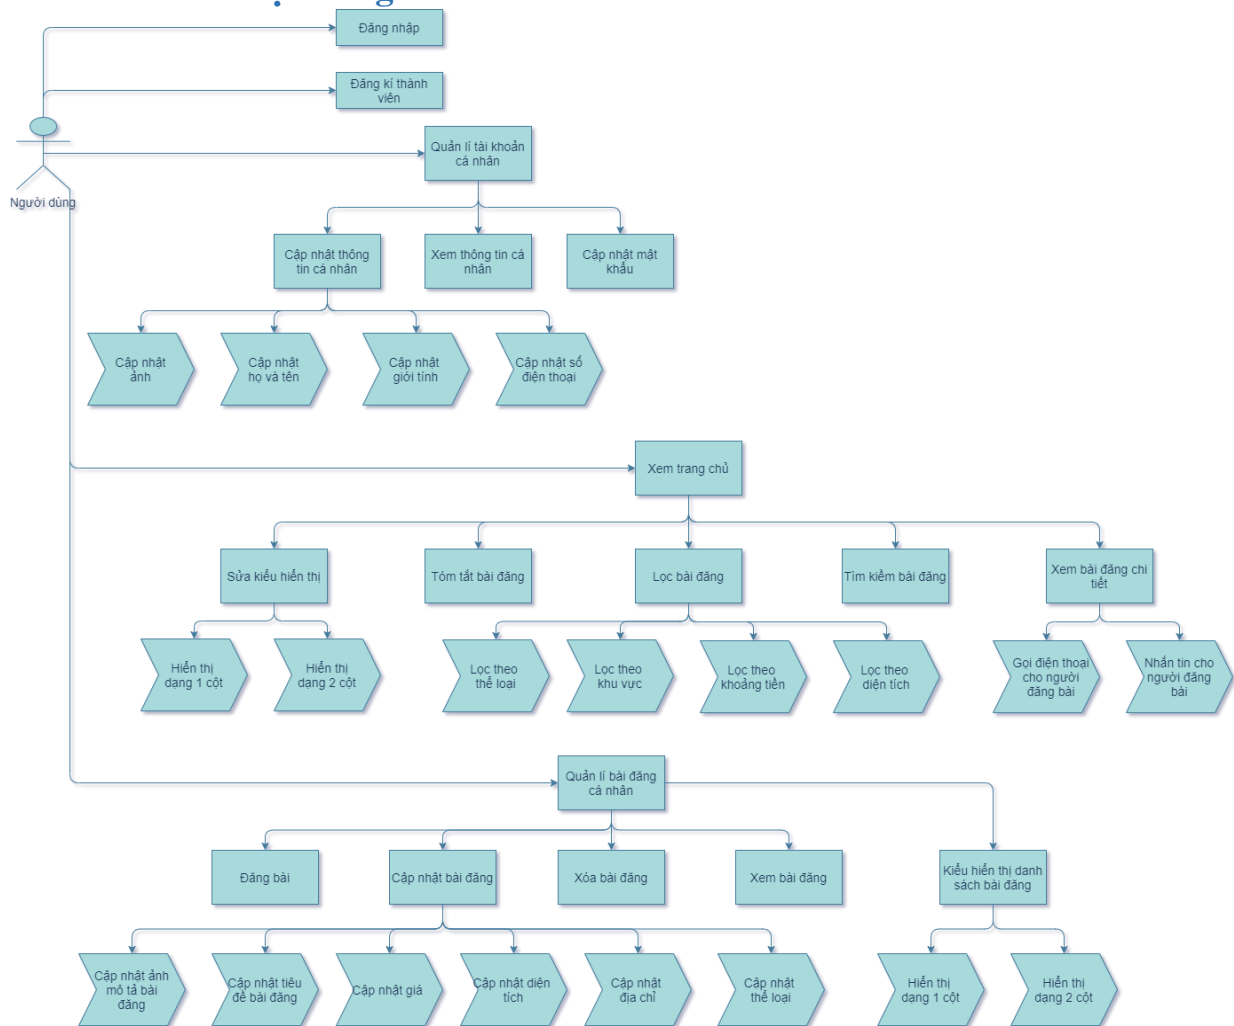 Đăng nhập
Đăng kí thành
viên
Quản lí tài khoản
cá nhân
Người dùng
Cập nhật thông
tin cá nhân
Xem thông tin cá
nhân
Cập nhật mật
khẩu
Cập nhật
ảnh
Cập nhật
họ và tên
Cập nhật
giới tính
Cập nhật số
điện thoại
Xem trang chủ
Sửa kiểu hiển thị
Tóm tắt bài đăng
Lọc bài đăng
Tìm kiếm bài đăng
Xem bài đăng chi
tiết
Hiển thị
dạng 1 cột
Hiển thị
dạng 2 cột
Lọc theo
thể loại
Lọc theo
khu vực
Lọc theo
khoảng tiền
Lọc theo
diện tích
Gọi điện thoại
cho người
đăng bài
Nhắn tin cho
người đăng
bài
Quản lí bài đăng
cá nhân
Đăng bài
Cập nhật bài đăng
Xóa bài đăng
Xem bài đăng
Kiểu hiển thị danh
sách bài đăng
Cập nhật ảnh
mô tả bài
đăng
Cập nhật tiêu
đề bài đăng
Cập nhật giá
Cập nhật diện
tích
Cập nhật
địa chỉ
Cập nhật
thể loại
Hiển thị
dạng 1 cột
Hiển thị
dạng 2 cột